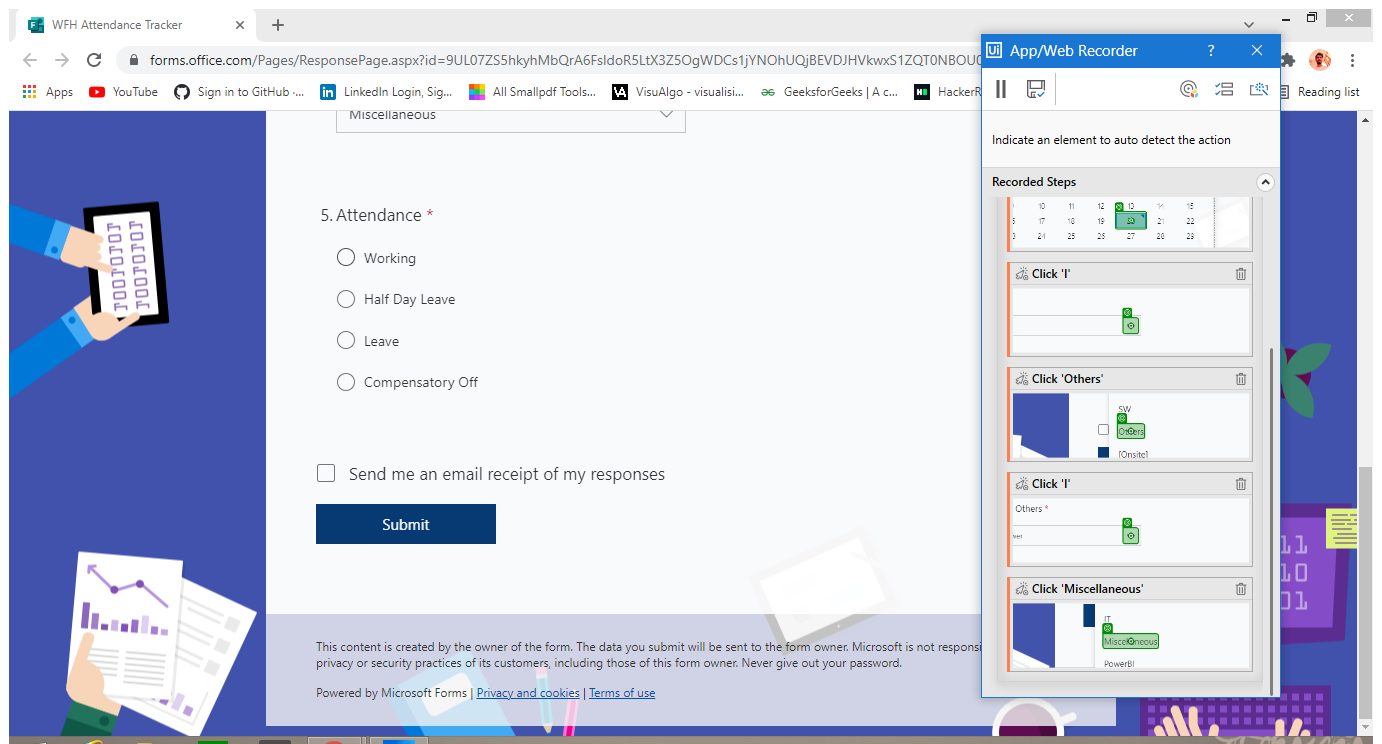 WFH Attendance Tracker
forms.office.com/Pages/ResponsePage.aspx?id=9UL07ZS5hkyhMbQrA6FsIdoR5LtX3Z5OgWDCs1jYNOhUQjBEVDJHVkwxS1ZQT0NBOU
Apps YouTube Sign in to GitHub ·... LinkedIn Login, Sig... All Smallpdf Tools... VisuAlgo - visualisi... GeeksforGeeks | A c... HackerR Reading list
Miscellaneous
5. Attendance *
Working
Half Day Leave
Leave
Compensatory Off
Send me an email receipt of my responses
Submit
This content is created by the owner of the form. The data you submit will be sent to the form owner. Microsoft is not responsi
privacy or security practices of its customers, including those of this form owner. Never give out your password.
Powered by Microsoft Forms | Privacy and cookies | Terms of use
Ui App/Web Recorder ?
Indicate an element to auto detect the action
Recorded Steps
10 11 12 13 14 15
17 18 19 20 21 22
24 25 26 27 28 29
Click 'I'
Click 'Others'
SW
Others
[Onsite]
Click 'I'
Others *
Click 'Miscellaneous'
IT
Miscellaneous
PowerBI